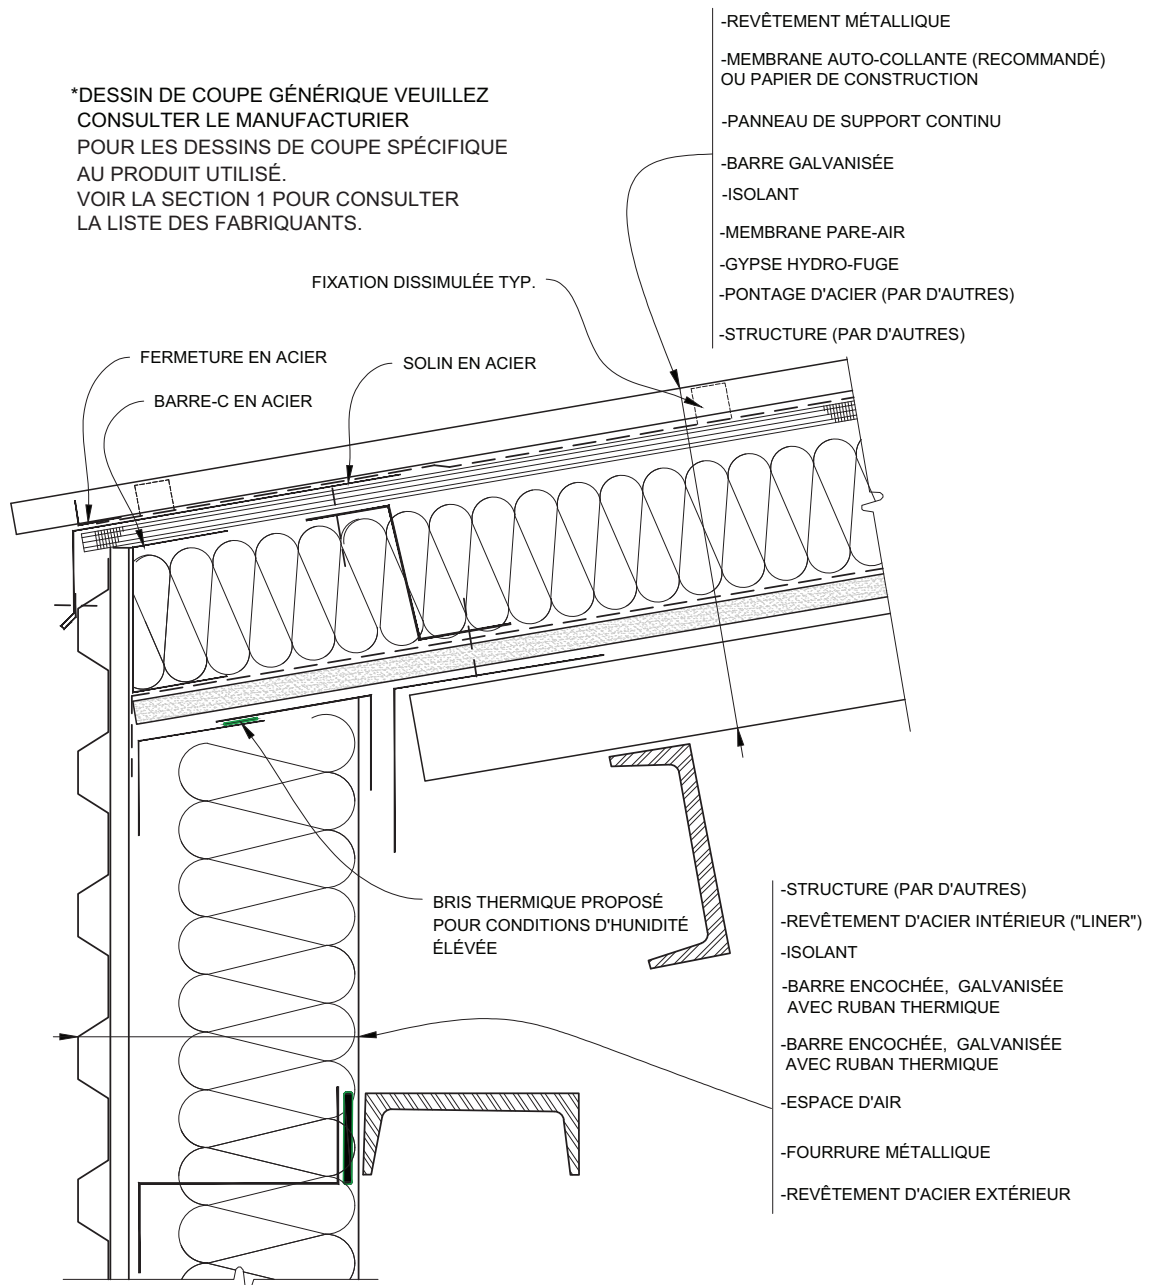 -REVÊTEMENT MÉTALLIQUE
-MEMBRANE AUTO-COLLANTE (RECOMMANDÉ)
OU PAPIER DE CONSTRUCTION
-PANNEAU DE SUPPORT CONTINU
-BARRE GALVANISÉE
-ISOLANT
-MEMBRANE PARE-AIR
-GYPSE HYDRO-FUGE
-PONTAGE D'ACIER (PAR D'AUTRES)
-STRUCTURE (PAR D'AUTRES)
*DESSIN DE COUPE GÉNÉRIQUE VEUILLEZ
CONSULTER LE MANUFACTURIER
POUR LES DESSINS DE COUPE SPÉCIFIQUE
AU PRODUIT UTILISÉ.
VOIR LA SECTION 1 POUR CONSULTER
LA LISTE DES FABRIQUANTS.
FIXATION DISSIMULÉE TYP.
FERMETURE EN ACIER
SOLIN EN ACIER
BARRE-C EN ACIER
BRIS THERMIQUE PROPOSÉ
POUR CONDITIONS D'HUNIDITÉ
ÉLÉVÉE
-STRUCTURE (PAR D'AUTRES)
-REVÊTEMENT D'ACIER INTÉRIEUR ("LINER")
-ISOLANT
-BARRE ENCOCHÉE, GALVANISÉE
AVEC RUBAN THERMIQUE
-BARRE ENCOCHÉE, GALVANISÉE
AVEC RUBAN THERMIQUE
-ESPACE D'AIR
-FOURRURE MÉTALLIQUE
-REVÊTEMENT D'ACIER EXTÉRIEUR